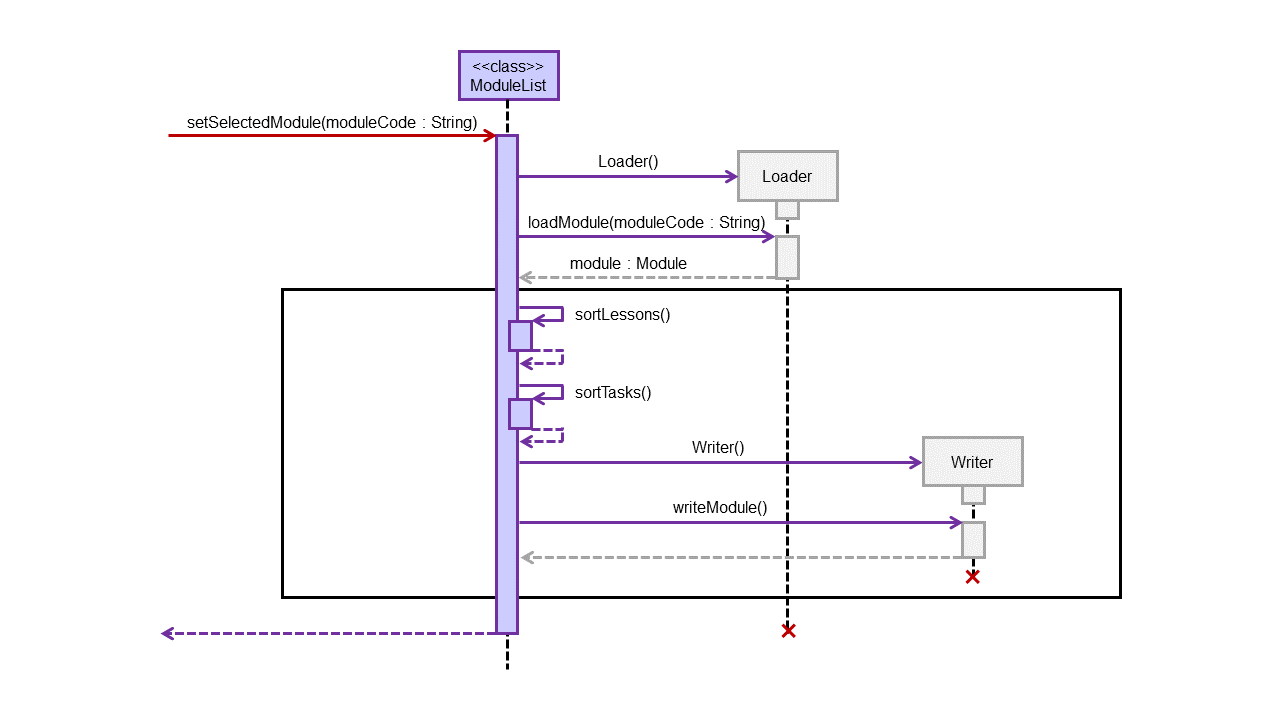 <<class>>
ModuleList
setSelectedModule(moduleCode : String)
Loader()
Loader
loadModule(moduleCode : String)
module : Module
sortLessons()
sortTasks()
Writer()
Writer
writeModule()